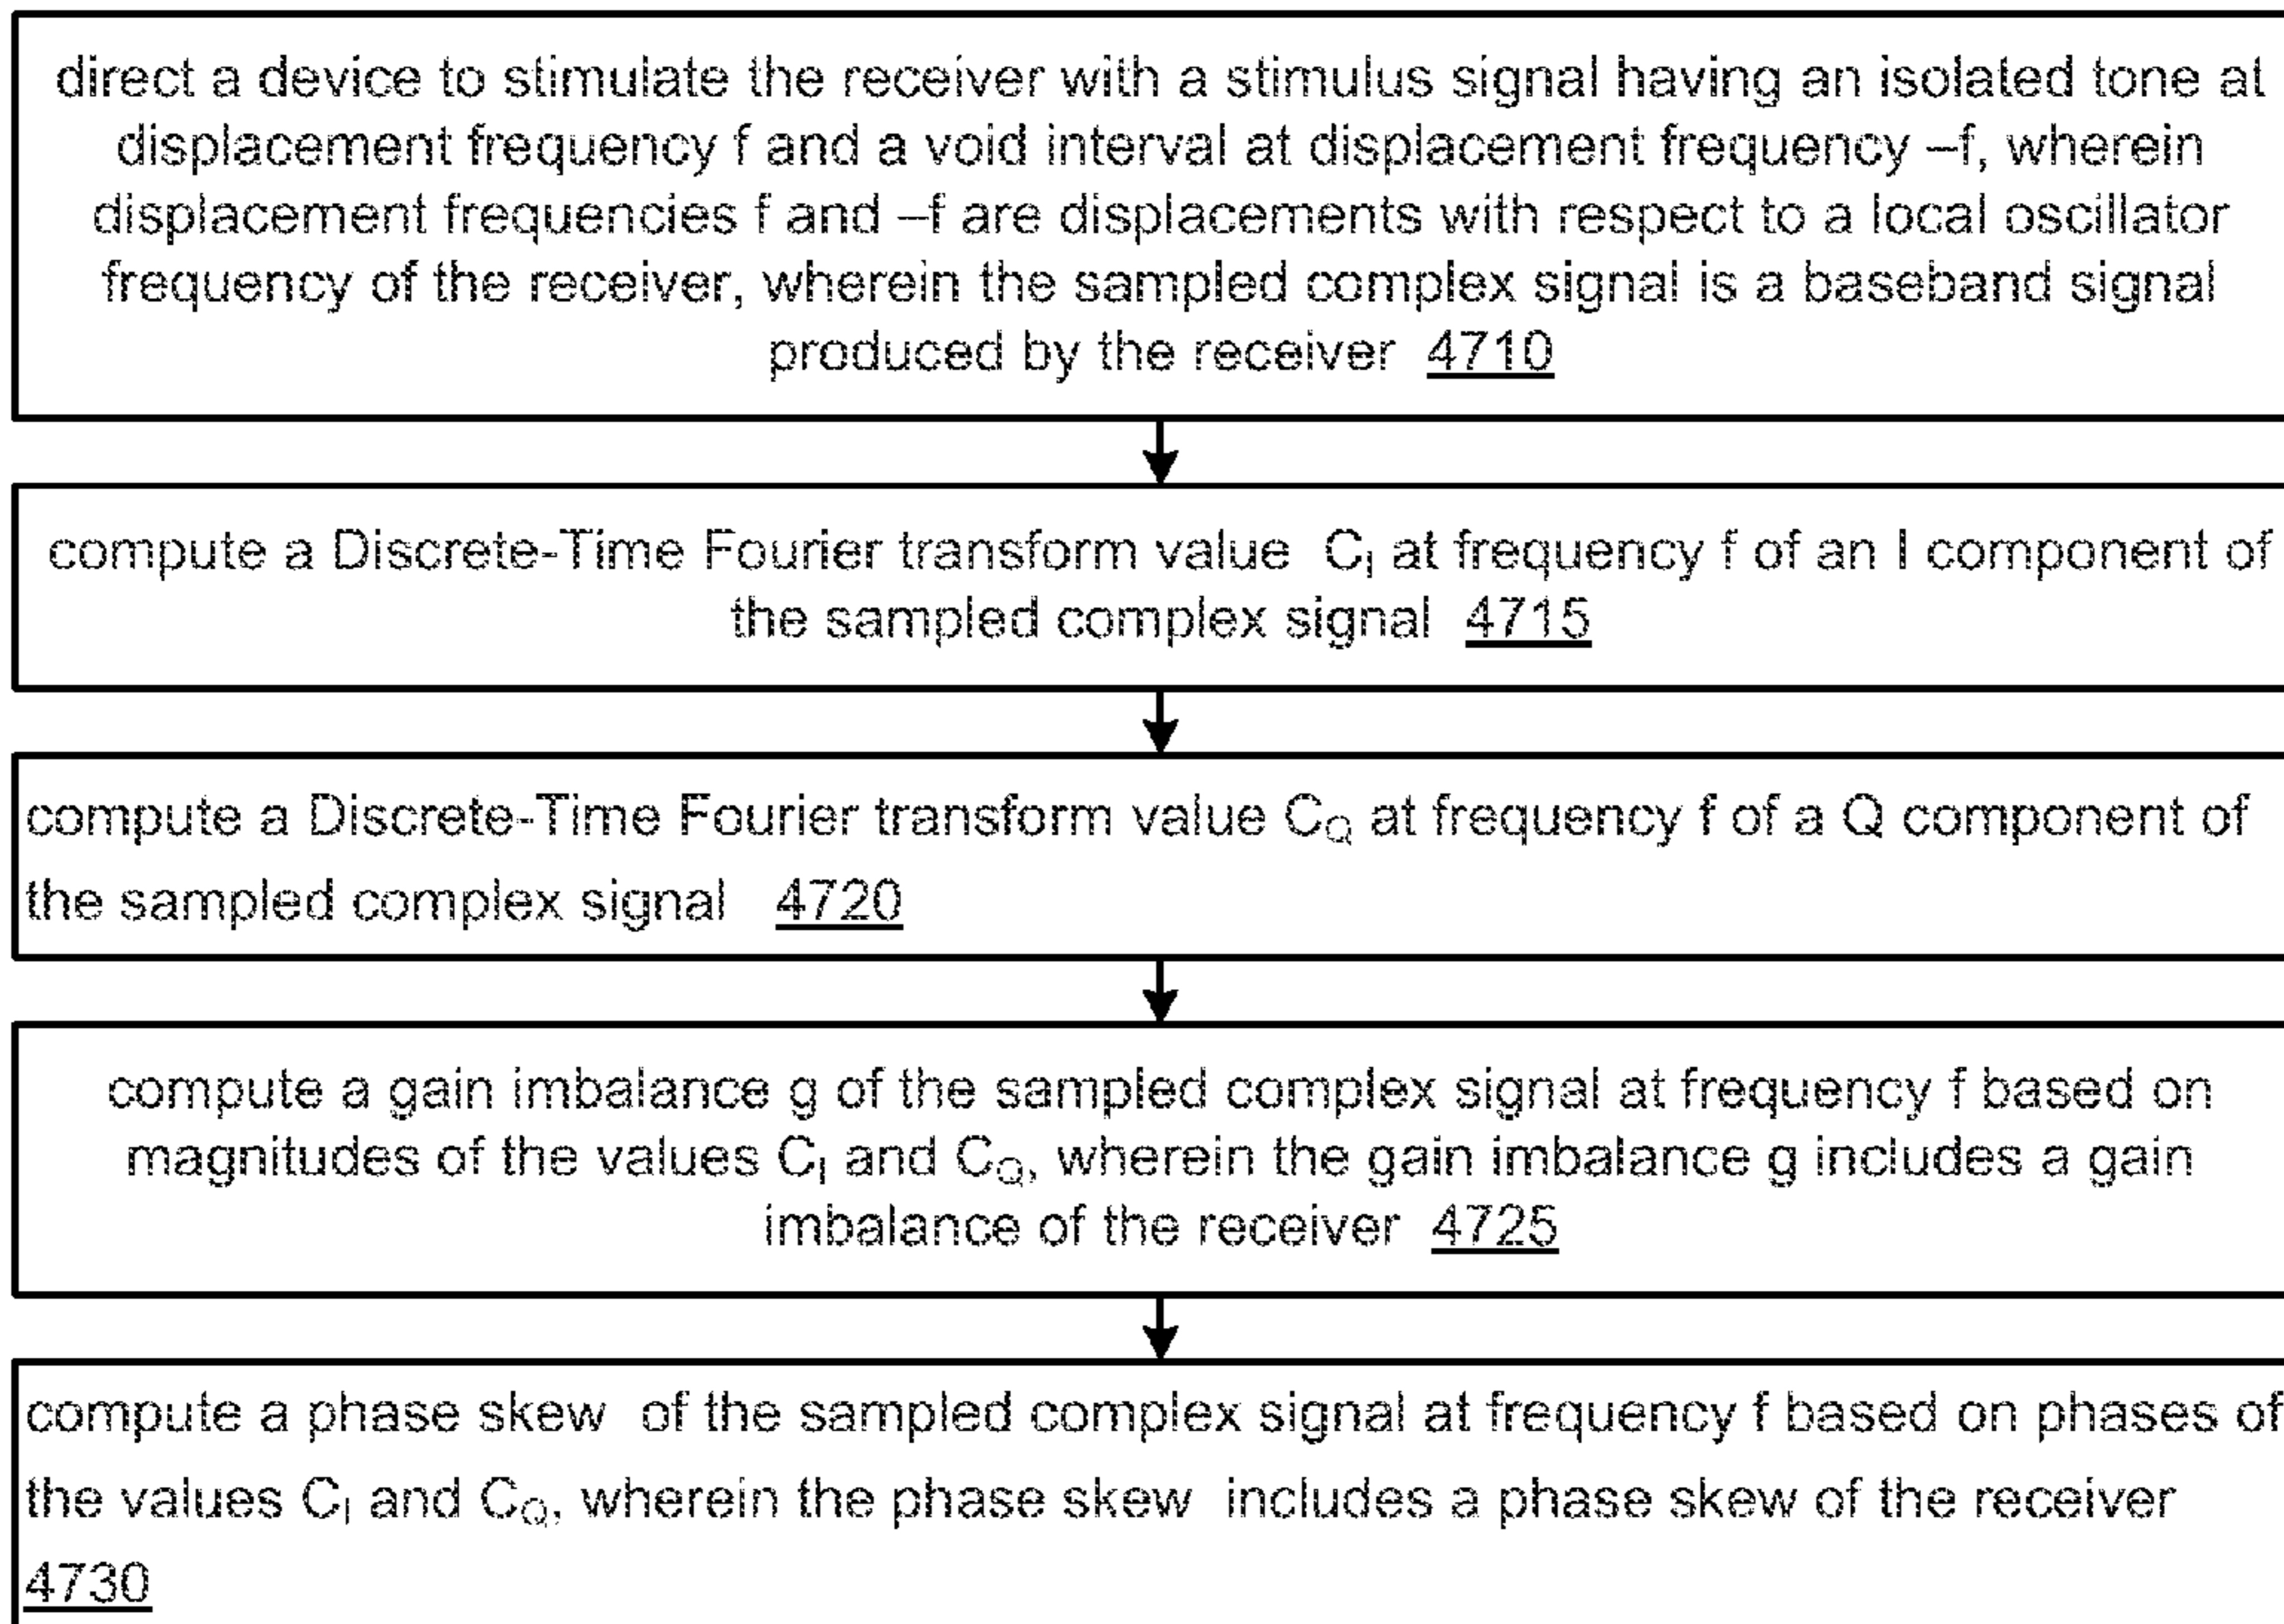 direct a device to stimulate the receiver with a stimulus signal having an isolated tone at
displacement frequency f and a void interval at displacement frequency –f, wherein
displacement frequencies f and –f are displacements with respect to a local oscillator
frequency of the receiver, wherein the sampled complex signal is a baseband signal
produced by the receiver 4710
compute a Discrete-Time Fourier transform value C_I at frequency f of an I component of
the sampled complex signal 4715
compute a Discrete-Time Fourier transform value C_Q at frequency f of a Q component of
the sampled complex signal 4720
compute a gain imbalance g of the sampled complex signal at frequency f based on
magnitudes of the values C_I and C_Q, wherein the gain imbalance g includes a gain
imbalance of the receiver 4725
compute a phase skew of the sampled complex signal at frequency f based on phases of
the values C_I and C_Q, wherein the phase skew includes a phase skew of the receiver
4730